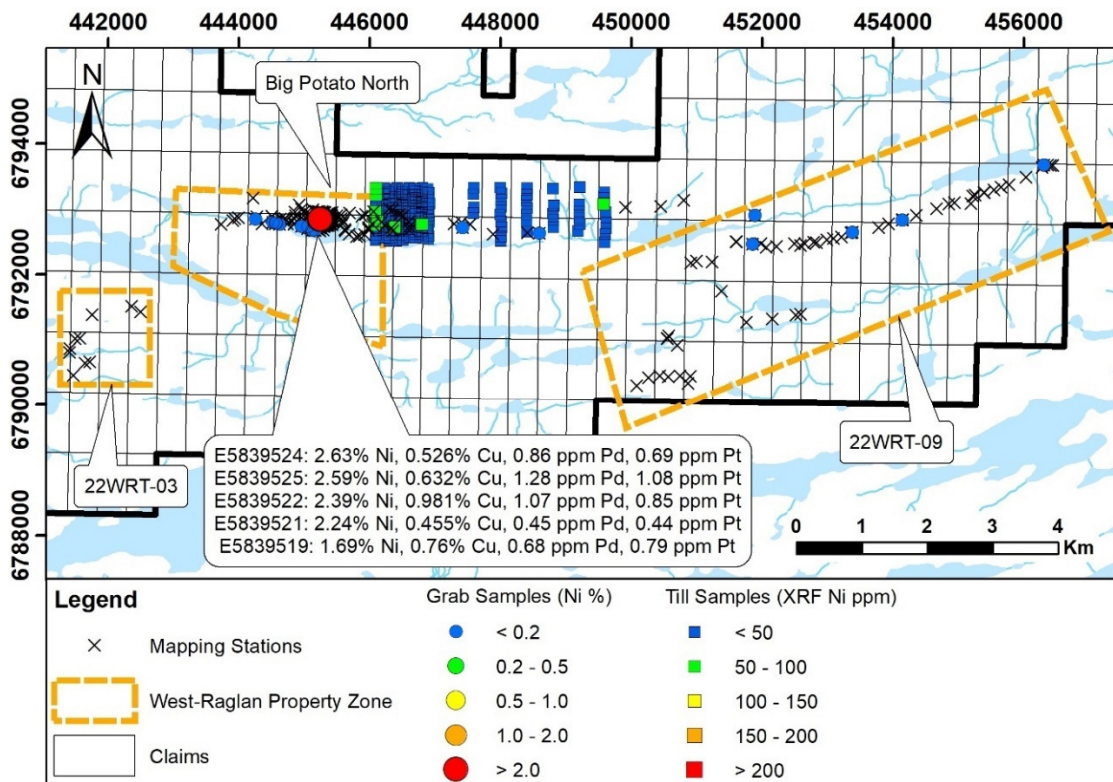 442000 444000 446000 448000 450000 452000 454000 456000
N
Big Potato North
6794000
6792000
6790000
6788000
22WRT-03
22WRT-09
E5839524: 2.63% Ni, 0.526% Cu, 0.86 ppm Pd, 0.69 ppm Pt
E5839525: 2.59% Ni, 0.632% Cu, 1.28 ppm Pd, 1.08 ppm Pt
E5839522: 2.39% Ni, 0.981% Cu, 1.07 ppm Pd, 0.85 ppm Pt
E5839521: 2.24% Ni, 0.455% Cu, 0.45 ppm Pd, 0.44 ppm Pt
E5839519: 1.69% Ni, 0.76% Cu, 0.68 ppm Pd, 0.79 ppm Pt
0 1 2 3 4
Km
Legend
Mapping Stations
West-Raglan Property Zone
Claims
Grab Samples (Ni %)
< 0.2
0.2 - 0.5
0.5 - 1.0
1.0 - 2.0
> 2.0
Till Samples (XRF Ni ppm)
< 50
50 - 100
100 - 150
150 - 200
> 200